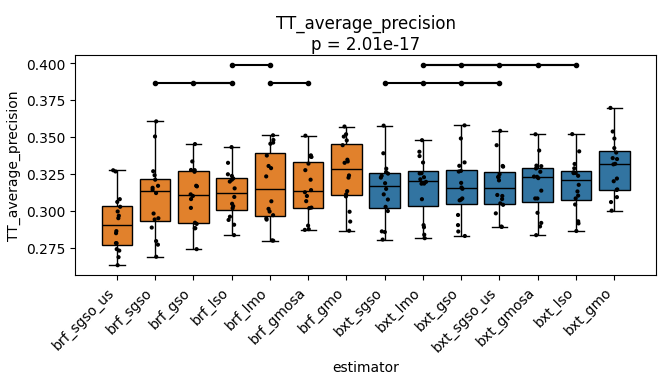 TT_average_precision
p = 2.01e-17
TT_average_precision
0.400
0.375
0.350
0.325
0.300
0.275
brf_sgso_us
brf_sgso
brf_gso
brf_lso
brf_lmo
brf_gmosa
brf_gmo
bxt_sgso
bxt_lmo
bxt_gso
bxt_sgso_us
bxt_gmosa
bxt_lso
bxt_gmo
estimator